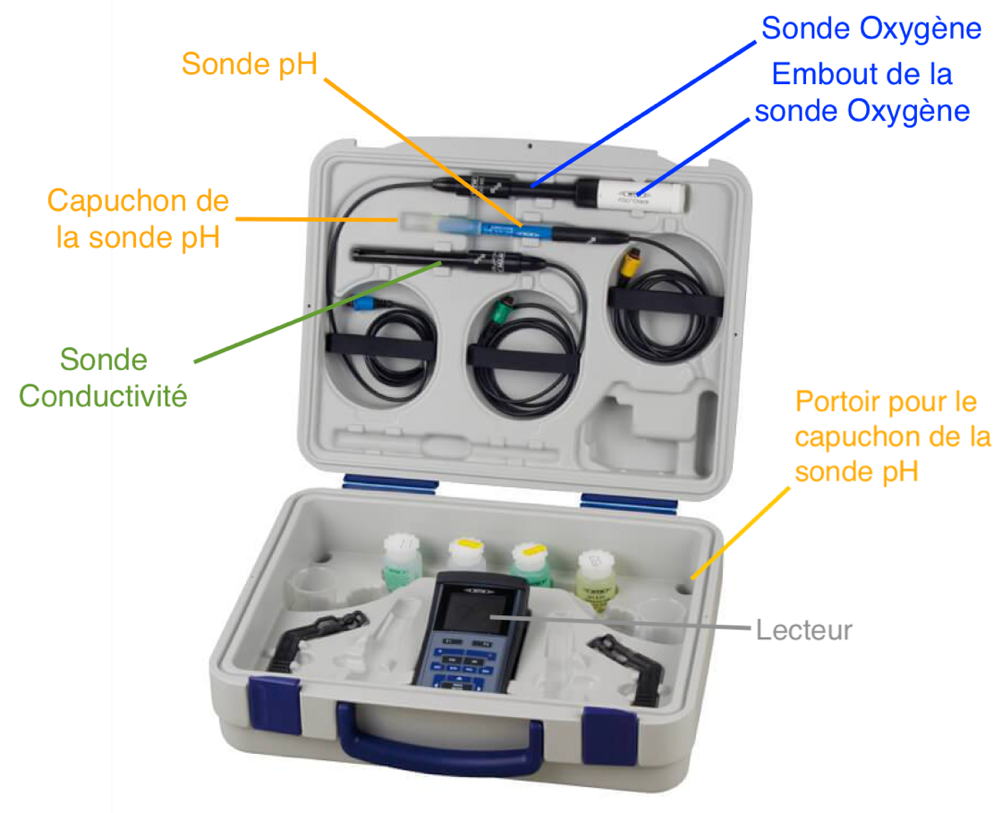 Sonde Oxygène
Embout de la
sonde Oxygène
Sonde pH
Capuchon de
la sonde pH
Sonde
Conductivité
Portoir pour le
capuchon de la
sonde pH
Lecteur